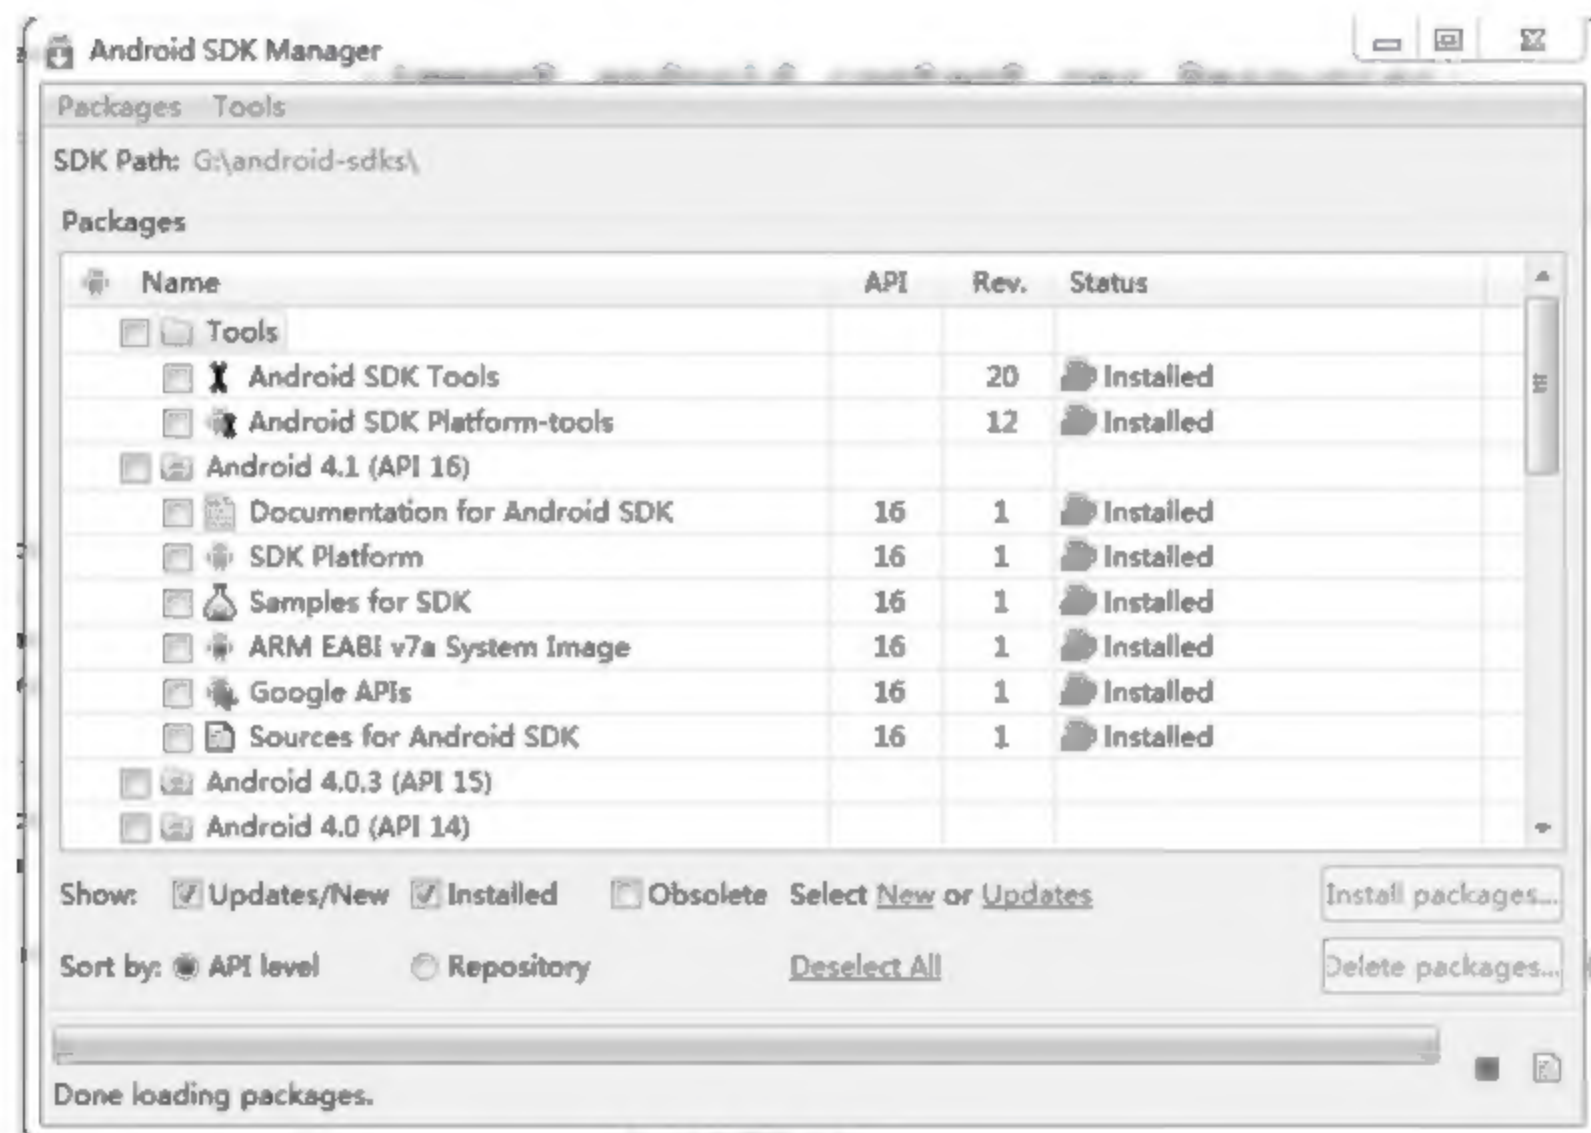 Android SDK Manager
Packages Tools
SDK Path: G:\android-sdks\
Packages
Name API Rev. Status
Tools
Android SDK Tools 20 Installed
Android SDK Platform-tools 12 Installed
Android 4.1 (API 16)
Documentation for Android SDK 16 1 Installed
SDK Platform 16 1 Installed
Samples for SDK 16 1 Installed
ARM EABI v7a System Image 16 1 Installed
Google APIs 16 1 Installed
Sources for Android SDK 16 1 Installed
Android 4.0.3 (API 15)
Android 4.0 (API 14)
Show: Updates/New Installed Obsolete Select New or Updates Install packages...
Sort by: API level Repository Deselect All Delete packages...
Done loading packages.